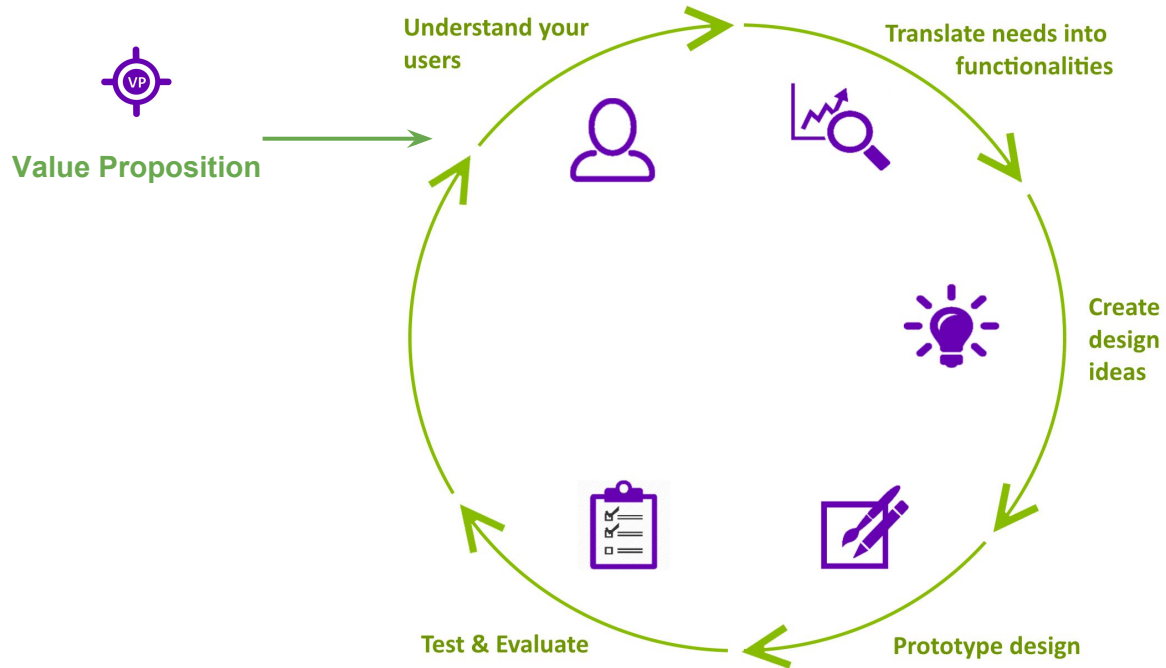 VP
Value Proposition
Understand your
users
Translate needs into
functionalities
Create
design
ideas
Prototype design
Test & Evaluate